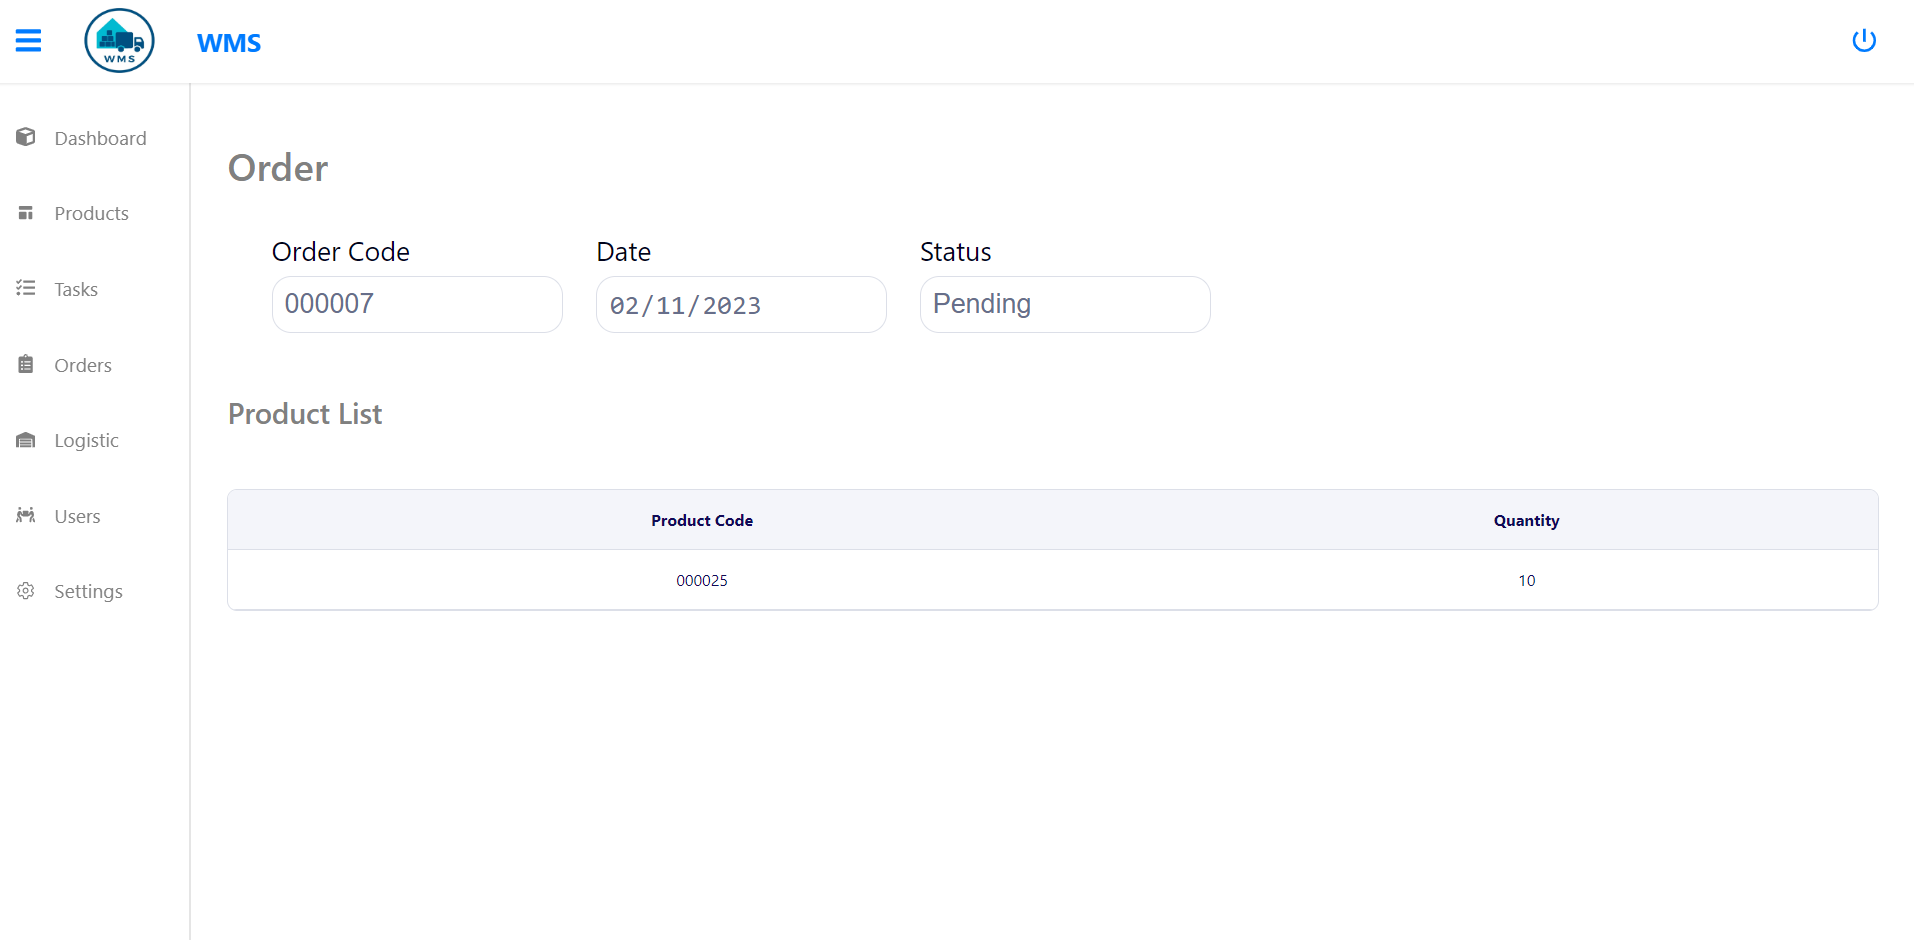 WMS
WMS
Dashboard
Products
Tasks
Orders
Logistic
Users
Settings
Order
Order Code Date Status
000007 02/11/2023 Pending
Product List
Product Code Quantity
000025 10